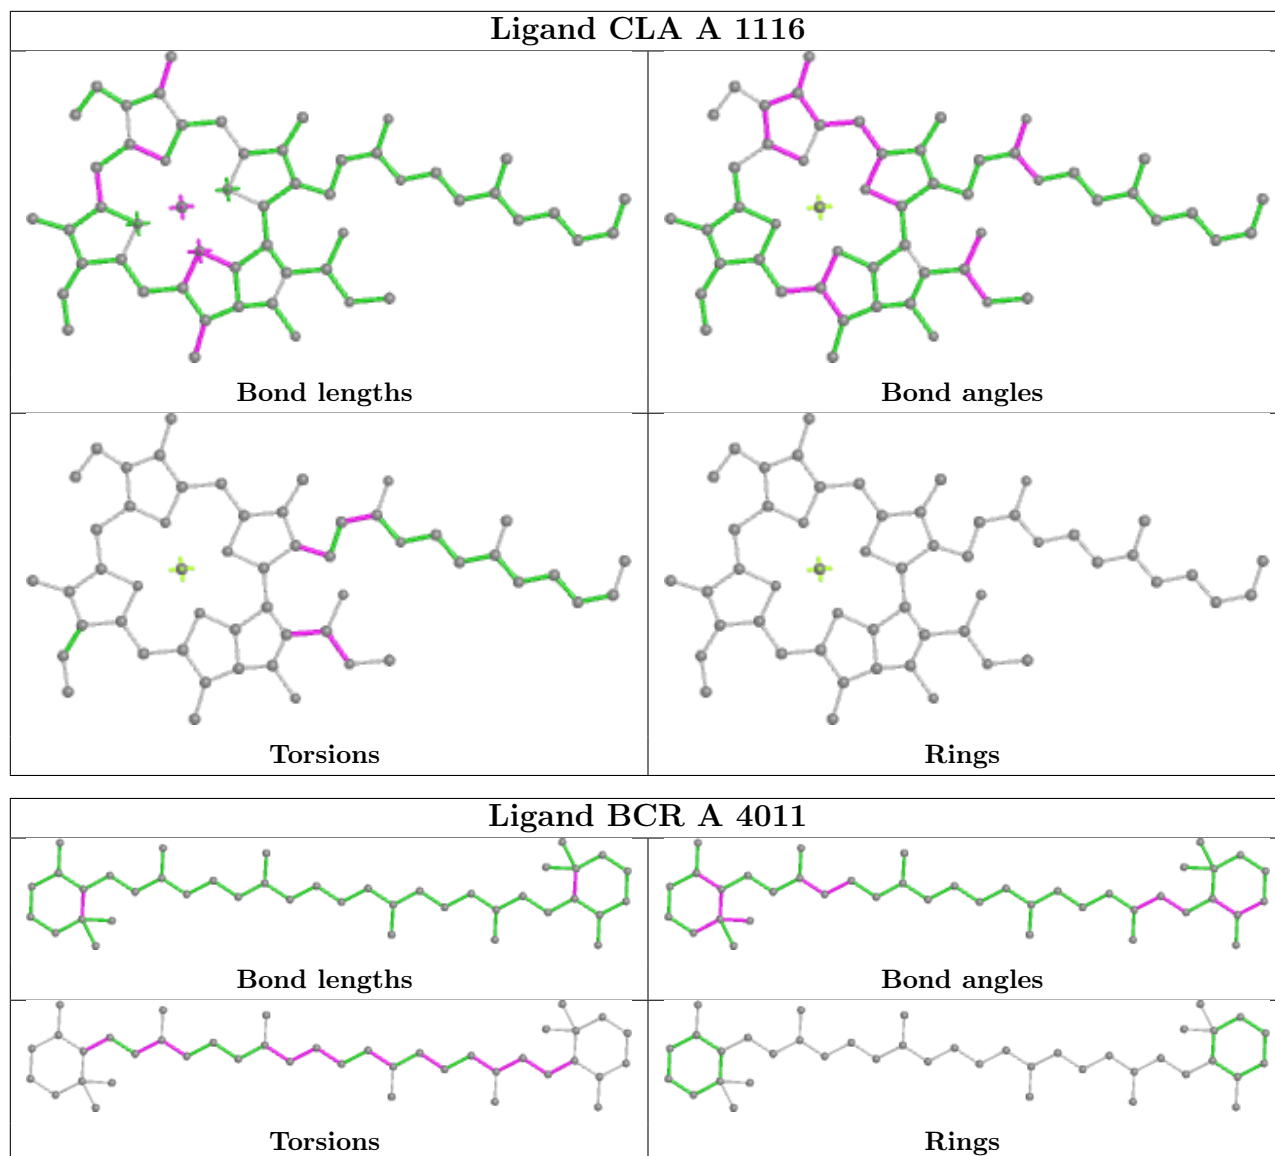 Ligand CLA A 1116
Bond lengths
Bond angles
Torsions
Rings
Ligand BCR A 4011
Bond lengths
Bond angles
Torsions
Rings